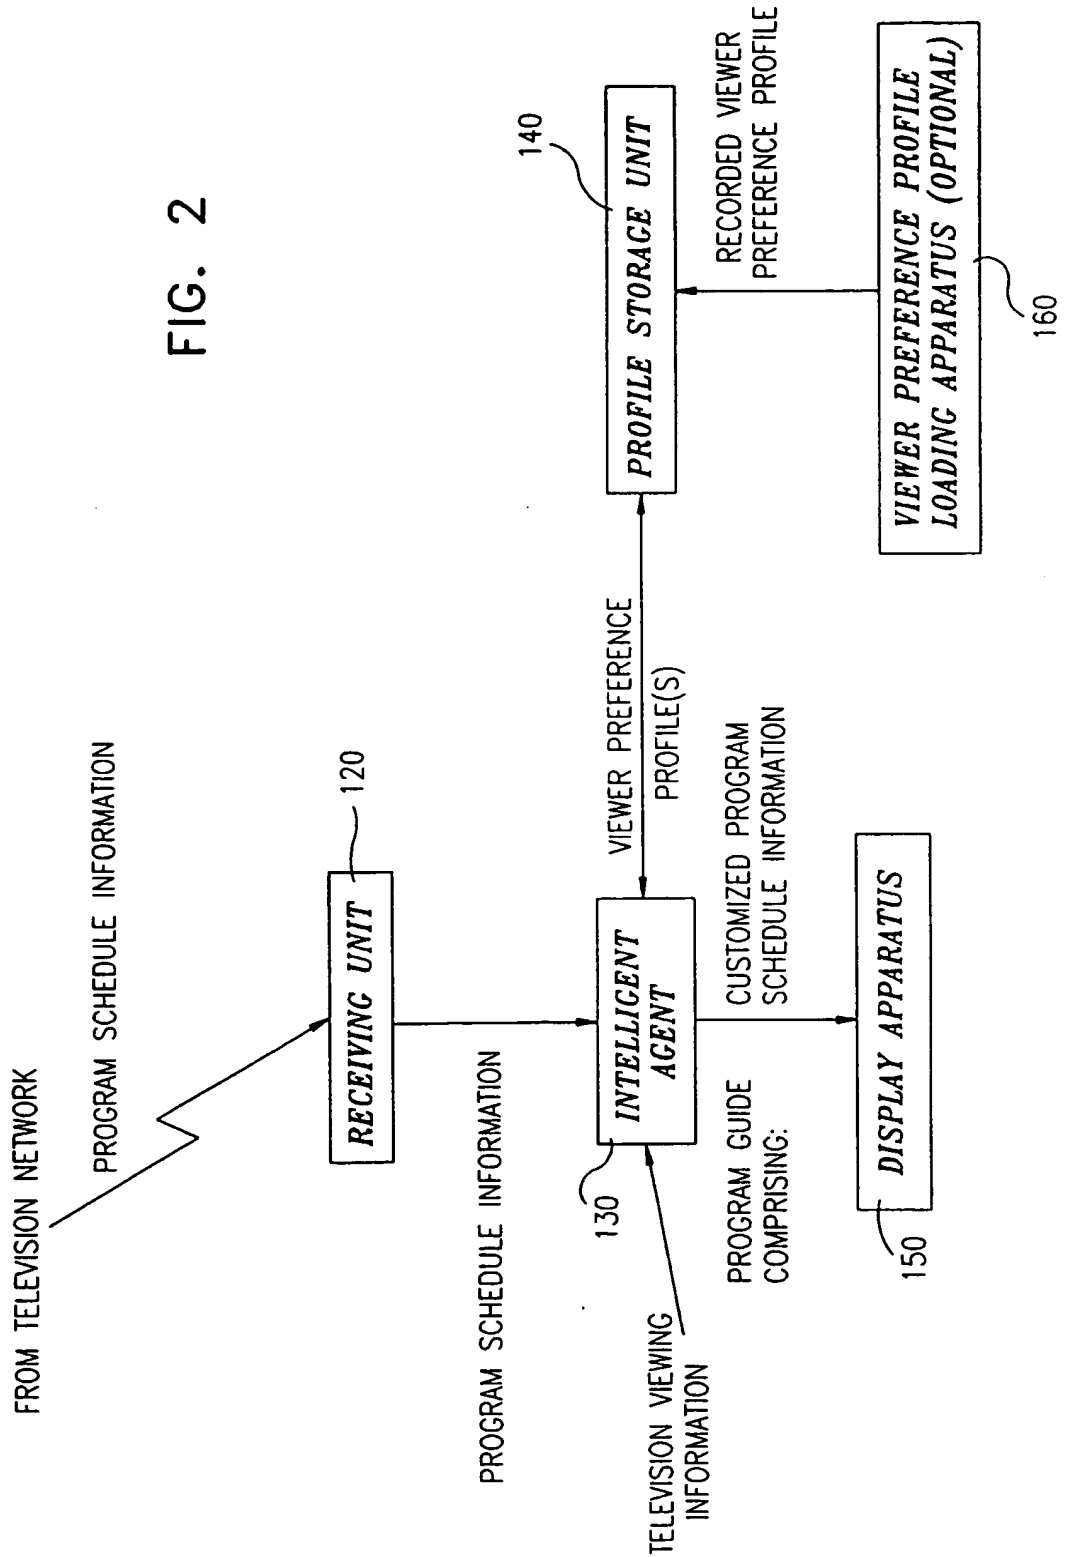 FIG. 2
FROM TELEVISION NETWORK
PROGRAM SCHEDULE INFORMATION
120
RECEIVING UNIT
PROGRAM SCHEDULE INFORMATION
140
130
INTELLIGENT
AGENT
VIEWER PREFERENCE
PROFILE(S)
PROFILE STORAGE UNIT
TELEVISION VIEWING
INFORMATION
PROGRAM GUIDE
COMPRISING:
CUSTOMIZED PROGRAM
SCHEDULE INFORMATION
RECORDED VIEWER
PREFERENCE PROFILE
150
DISPLAY APPARATUS
VIEWER PREFERENCE PROFILE
LOADING APPARATUS (OPTIONAL)
160